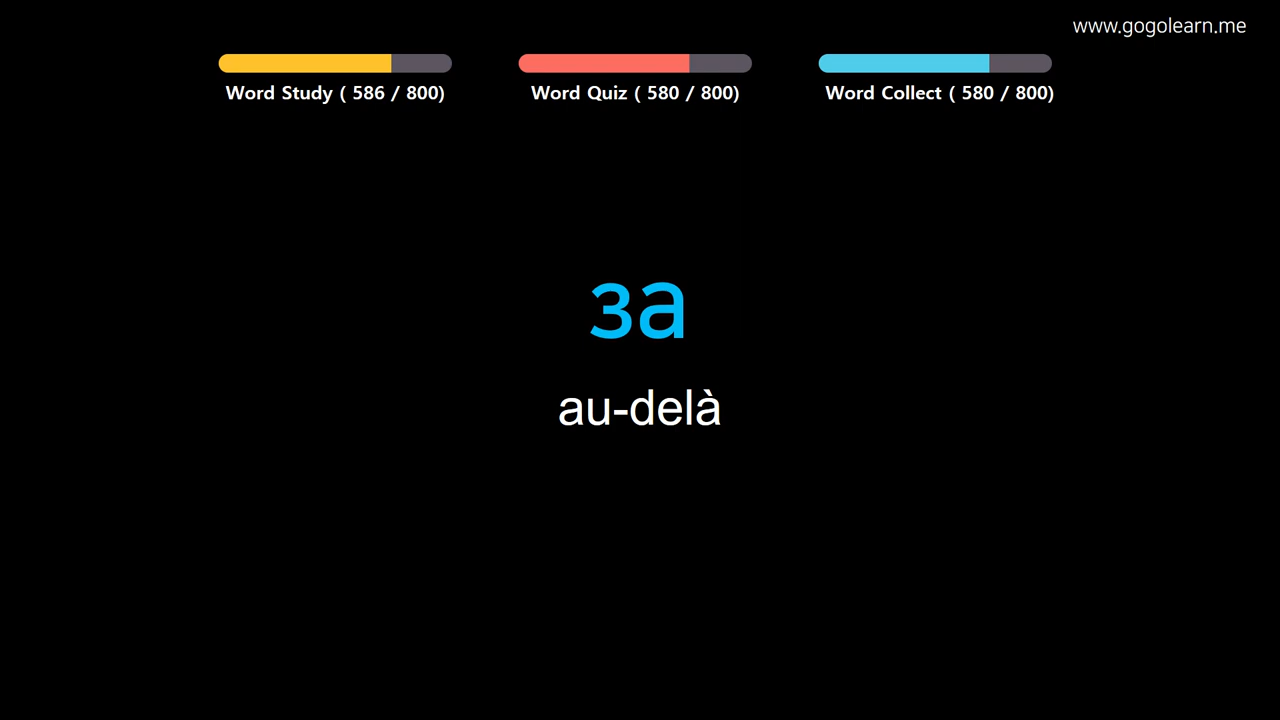 www.gogolearn.me
Word Study ( 586 / 800)
Word Quiz ( 580 / 800)
Word Collect ( 580 / 800)
за
au-delà